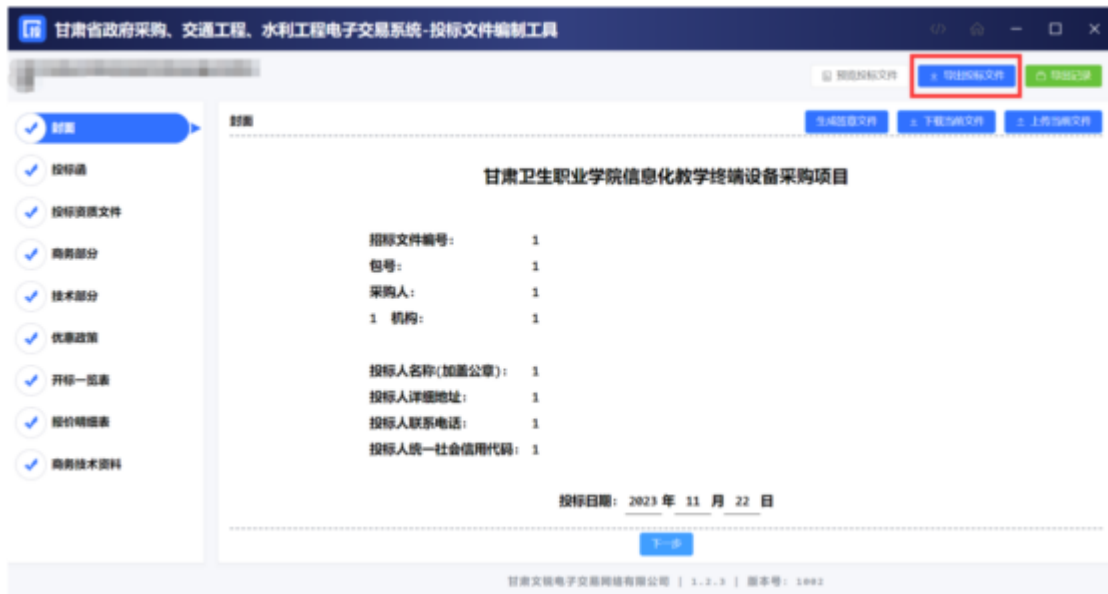 甘肃省政府采购、交通工程、水利工程电子交易系统-投标文件编制工具
预览投标文件
导出投标文件
导出记录
封面
投标函
投标资质文件
商务部分
技术部分
优惠政策
开标一览表
报价明细表
商务技术资料
封面
生成签章文件
下载当前文件
上传当前文件
甘肃卫生职业学院信息化教学终端设备采购项目
招标文件编号: 1
包号: 1
采购人: 1
1 机构: 1
投标人名称(加盖公章): 1
投标人详细地址: 1
投标人联系电话: 1
投标人统一社会信用代码: 1
投标日期: 2023 年 11 月 22 日
下一步
甘肃文锐电子交易网络有限公司 | 1.2.3 | 版本号: 1002